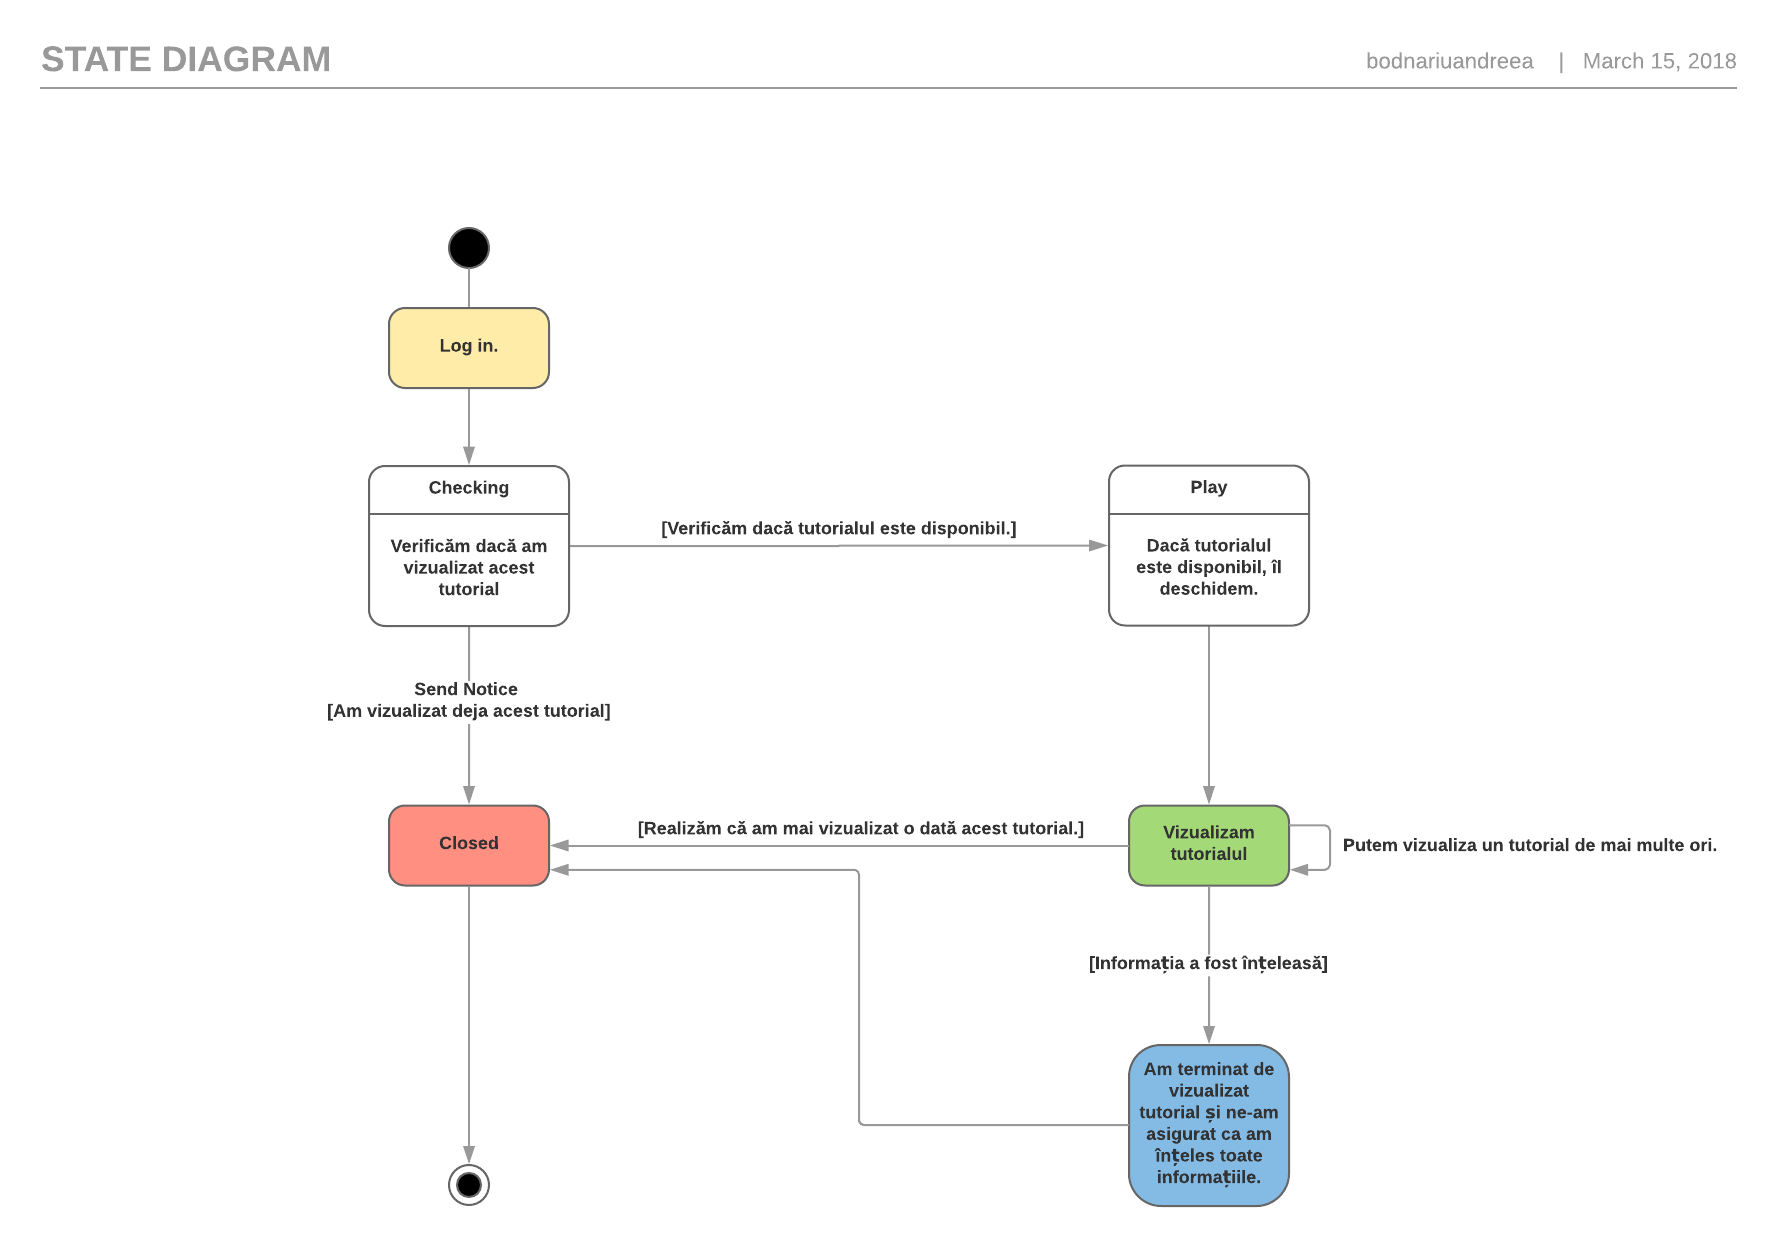 STATE DIAGRAM
bodnariuandreea | March 15, 2018
Log in.
Checking
Verificăm dacă am
vizualizat acest
tutorial
[Verificăm dacă tutorialul este disponibil.]
Play
Dacă tutorialul
este disponibil, îl
deschidem.
Send Notice
[Am vizualizat deja acest tutorial]
Closed
[Realizăm că am mai vizualizat o dată acest tutorial.]
Vizualizam
tutorialul
Putem vizualiza un tutorial de mai multe ori.
[Informația a fost înțeleasă]
Am terminat de
vizualizat
tutorial și ne-am
asigurat ca am
înțeles toate
informațiile.